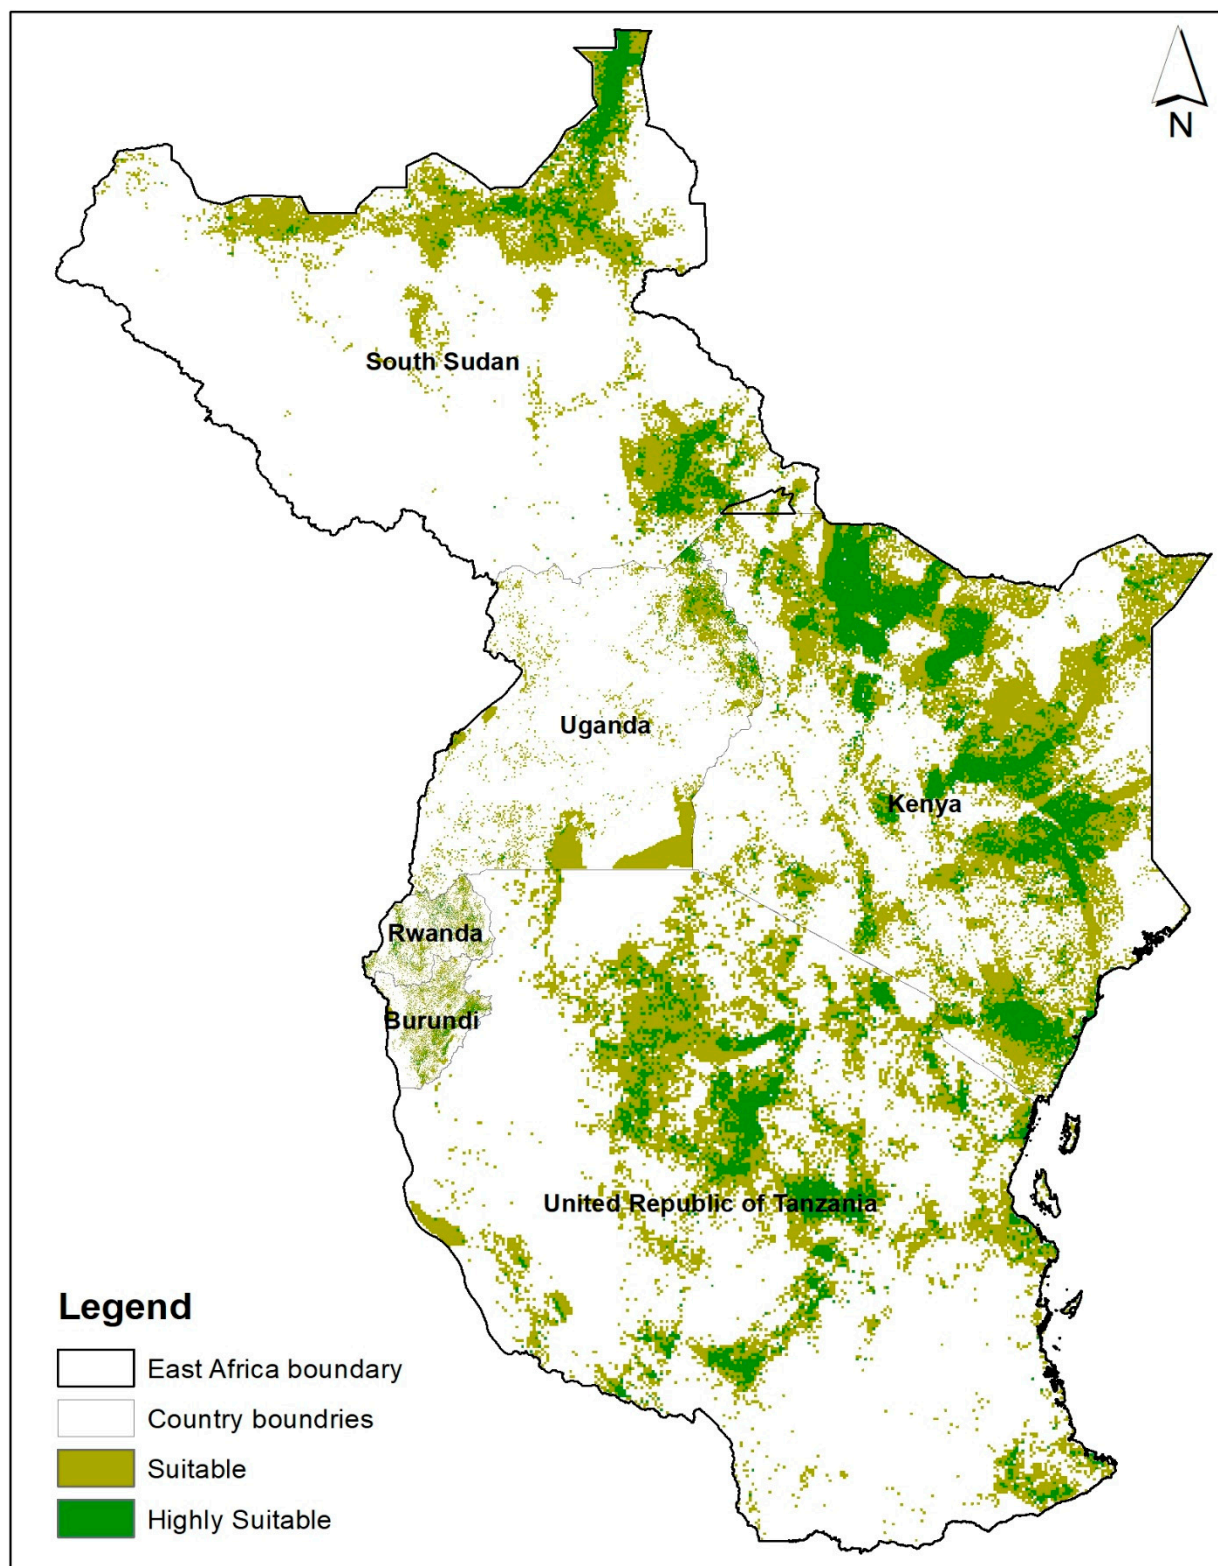 N
South Sudan
Uganda
Kenya
Rwanda
Burundi
United Republic of Tanzania
Legend
East Africa boundary
Country boundries
Suitable
Highly Suitable